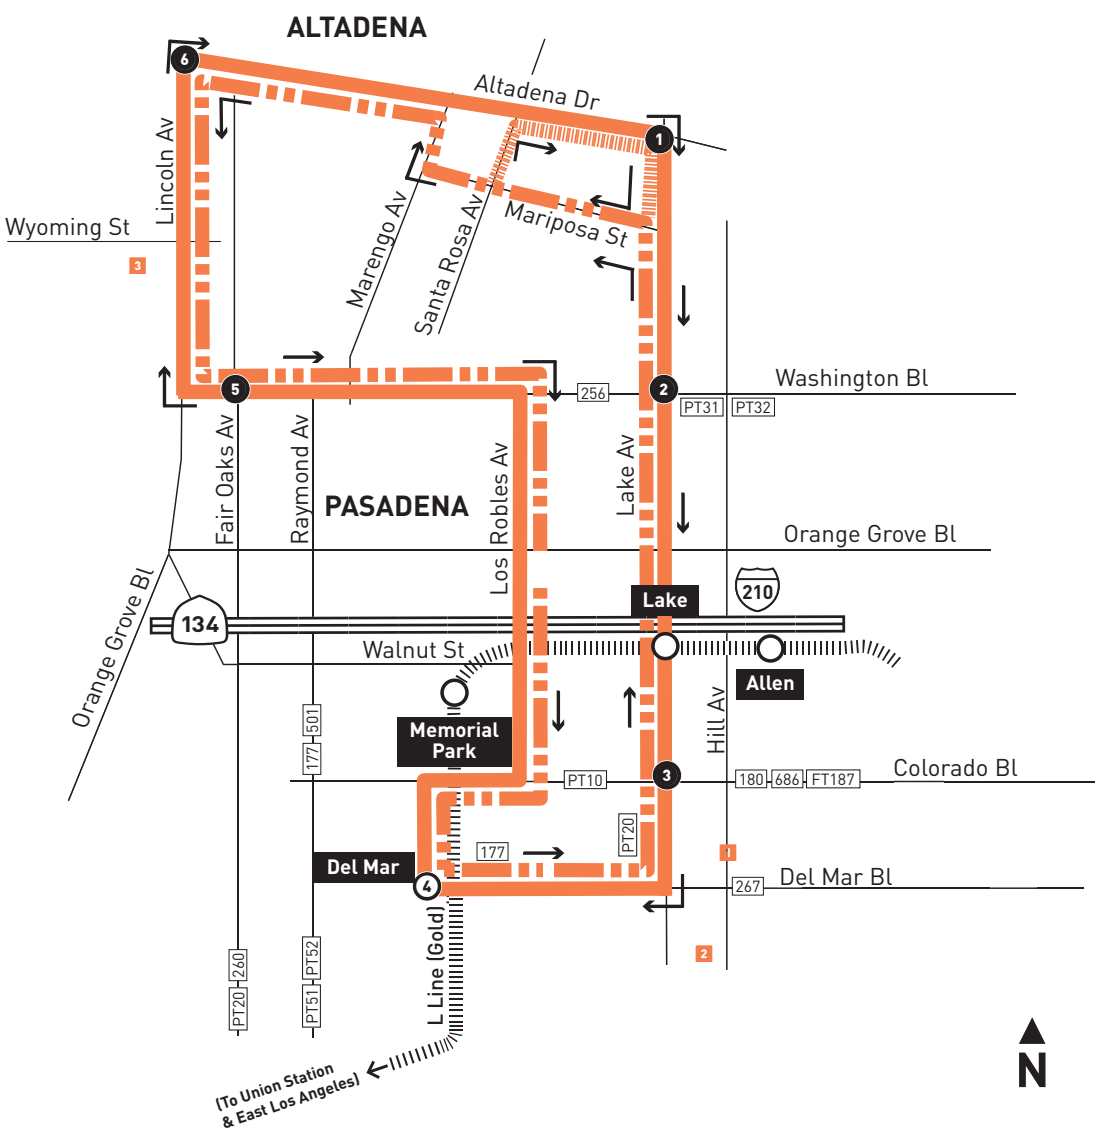 ALTADENA
6
Altadena Dr
1
Lincoln Av
Wyoming St
3
Marengo Av
Santa Rosa Av
Mariposa St
5
256
2
Washington Bl
PT31
PT32
Fair Oaks Av
Raymond Av
PASADENA
Los Robles Av
Lake Av
Orange Grove Bl
Orange Grove Bl
134
Lake
210
Walnut St
Allen
Memorial
Park
Hill Av
177
501
PT10
3
180
686
FT187
Colorado Bl
PT20
177
1
Del Mar
4
267
Del Mar Bl
L Line (Gold)
2
PT20
260
PT51
PT52
(To Union Station
& East Los Angeles)
N